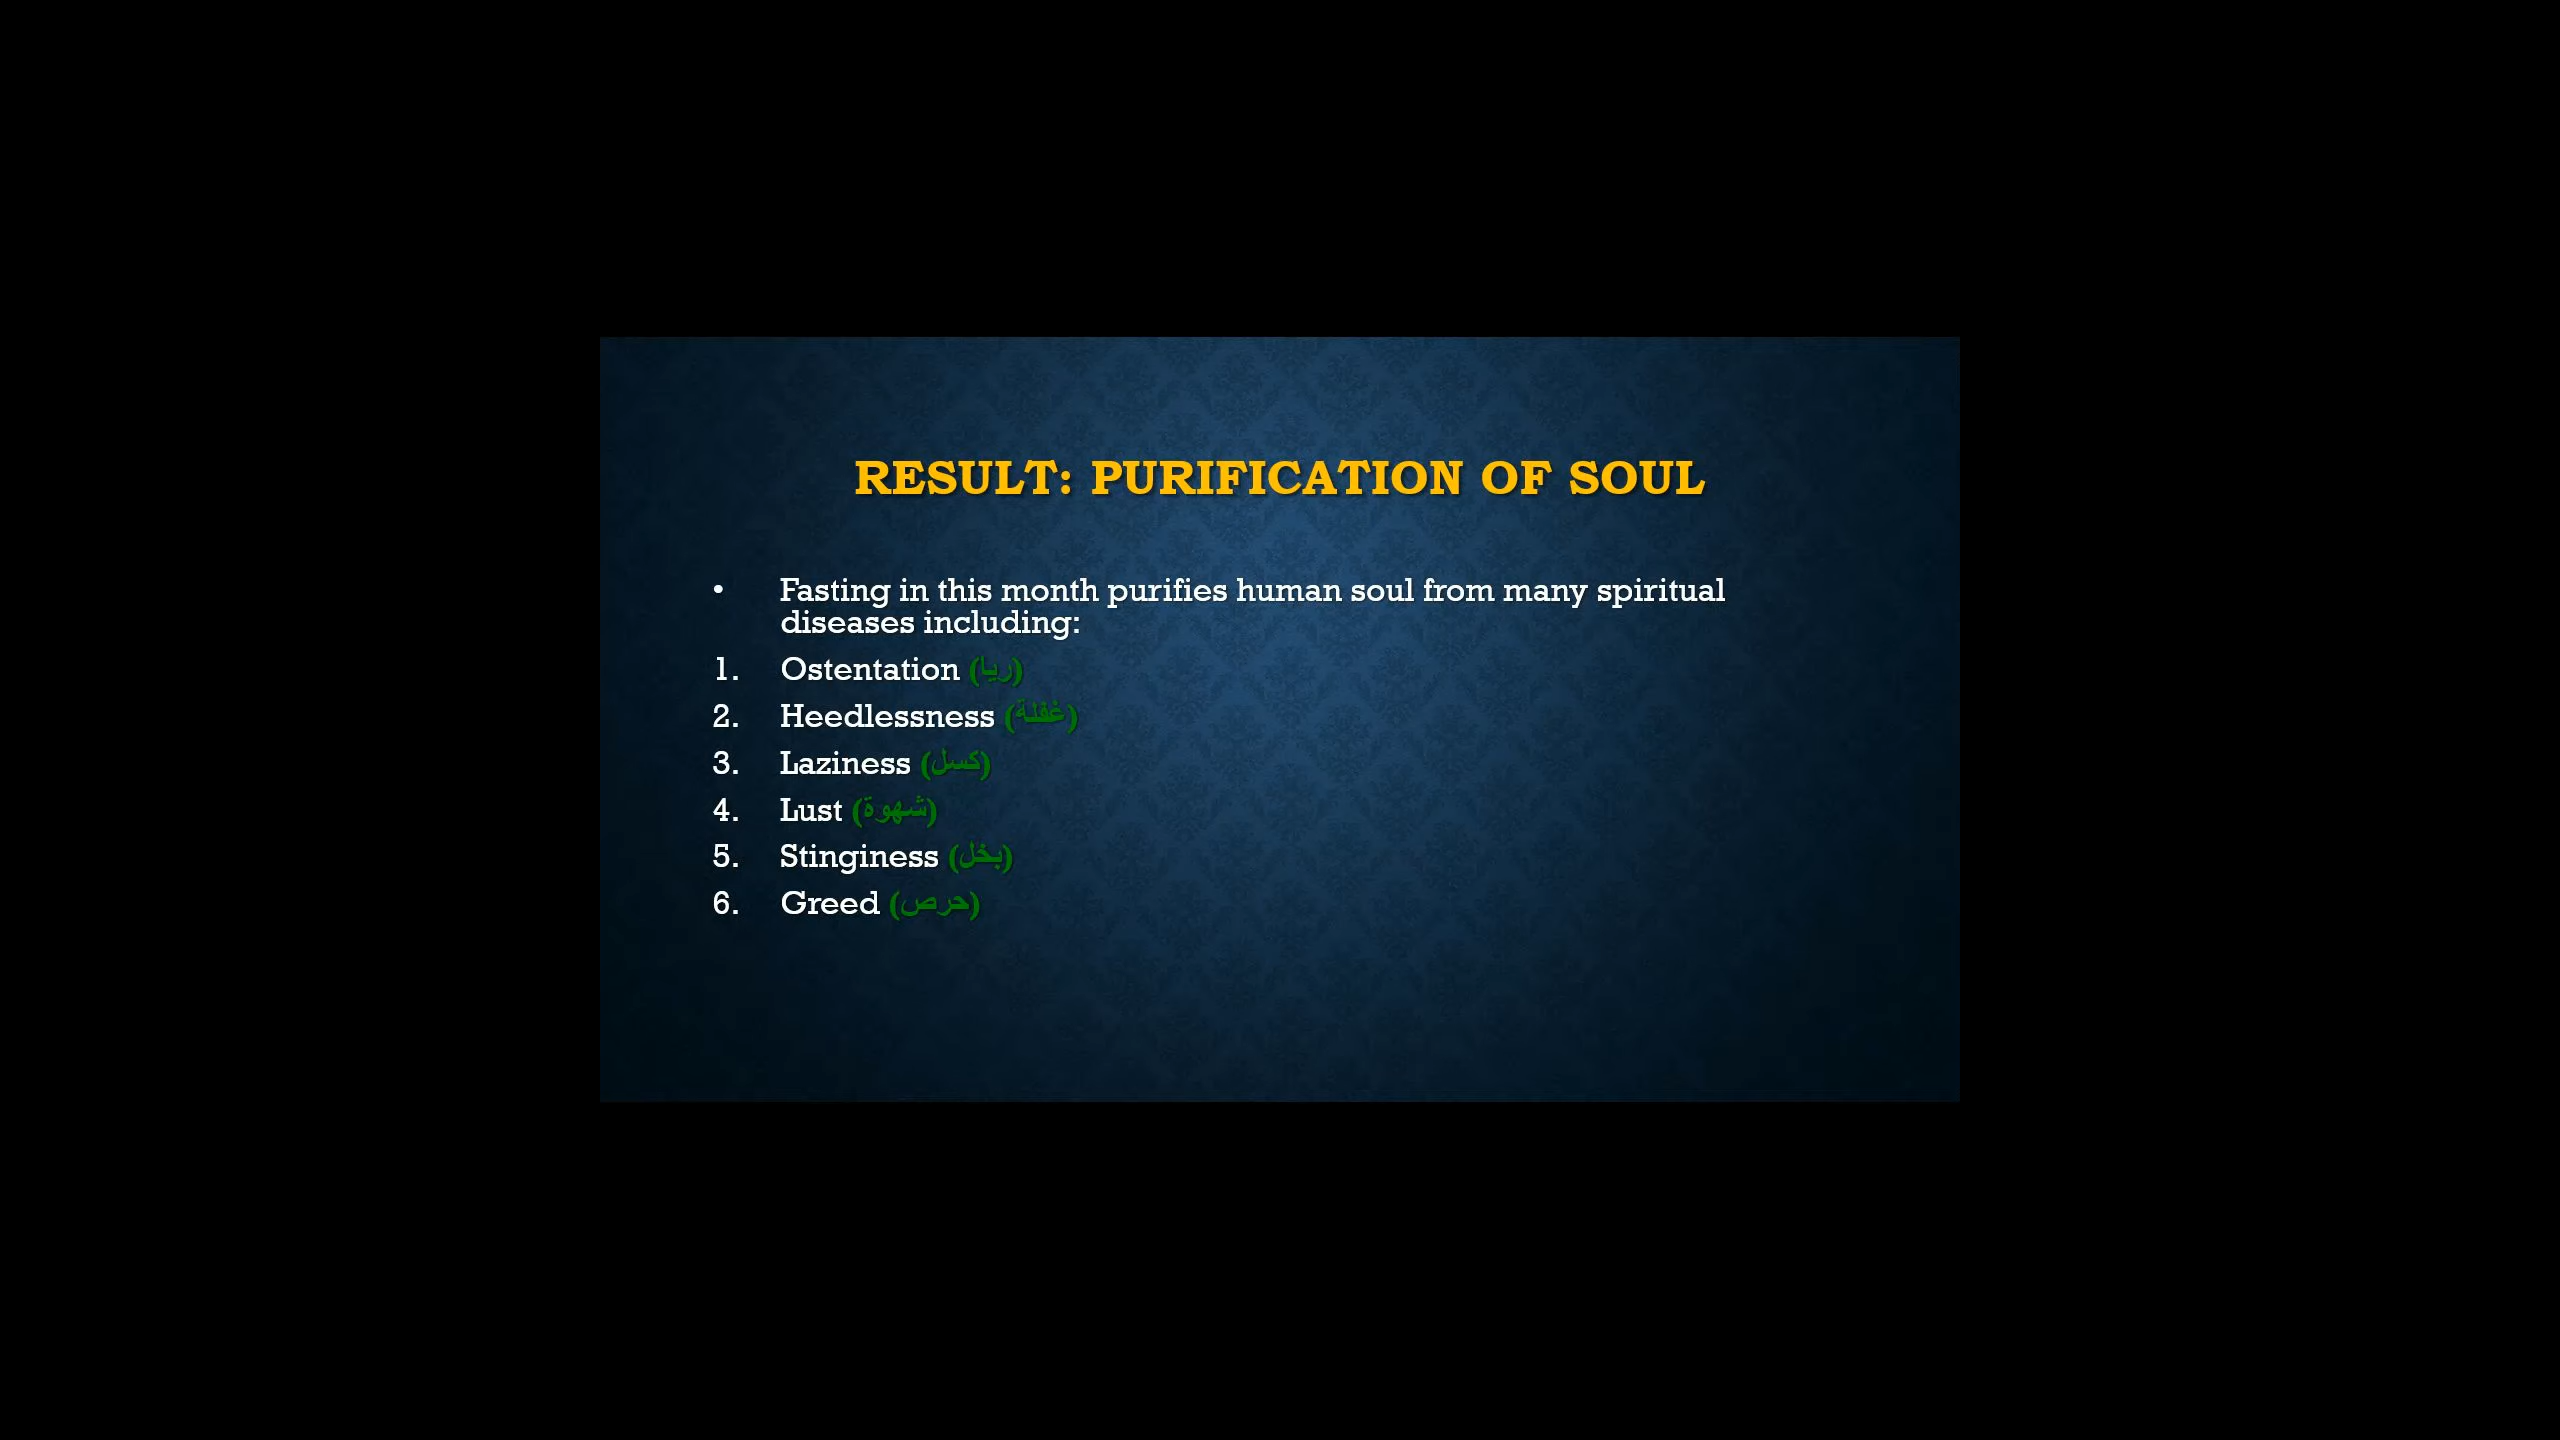 RESULT: PURIFICATION OF SOUL
• Fasting in this month purifies human soul from many spiritual
diseases including:
1. Ostentation (ريا)
2. Heedlessness (غفلة)
3. Laziness (كسل)
4. Lust (شهوة)
5. Stinginess (بخل)
6. Greed (حرص)